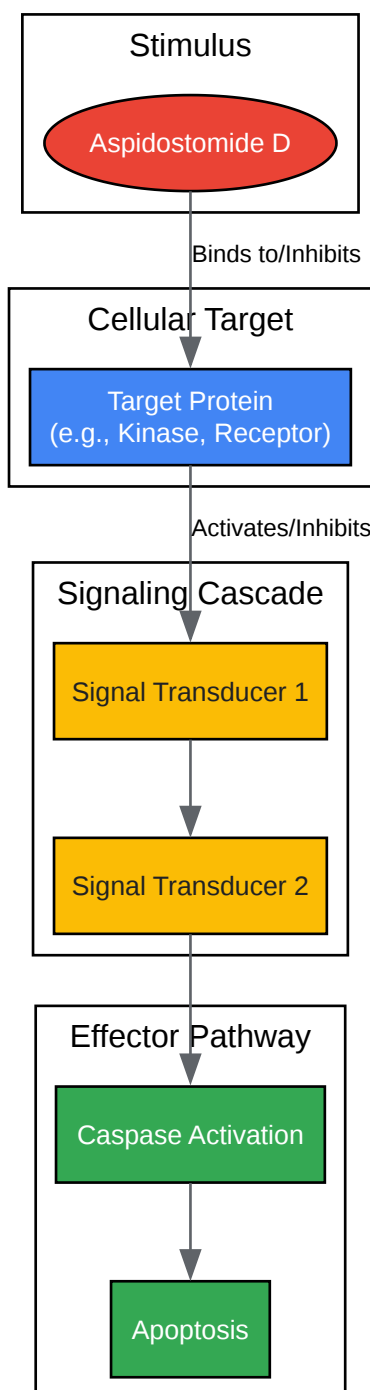 Stimulus
Aspidostomide D
Binds to/Inhibits
Cellular Target
Target Protein
(e.g., Kinase, Receptor)
Activates/Inhibits
Signaling Cascade
Signal Transducer 1
Signal Transducer 2
Effector Pathway
Caspase Activation
Apoptosis